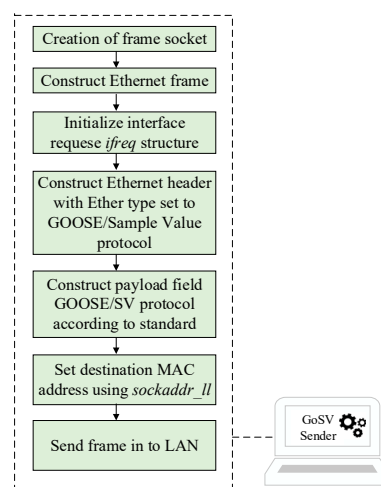 Creation of frame socket
Construct Ethernet frame
Initialize interface
requese ifreq structure
Construct Ethernet header
with Ether type set to
GOOSE/Sample Value
protocol
Construct payload field
GOOSE/SV protocol
according to standard
Set destination MAC
address using sockaddr_ll
Send frame in to LAN
GoSV
Sender